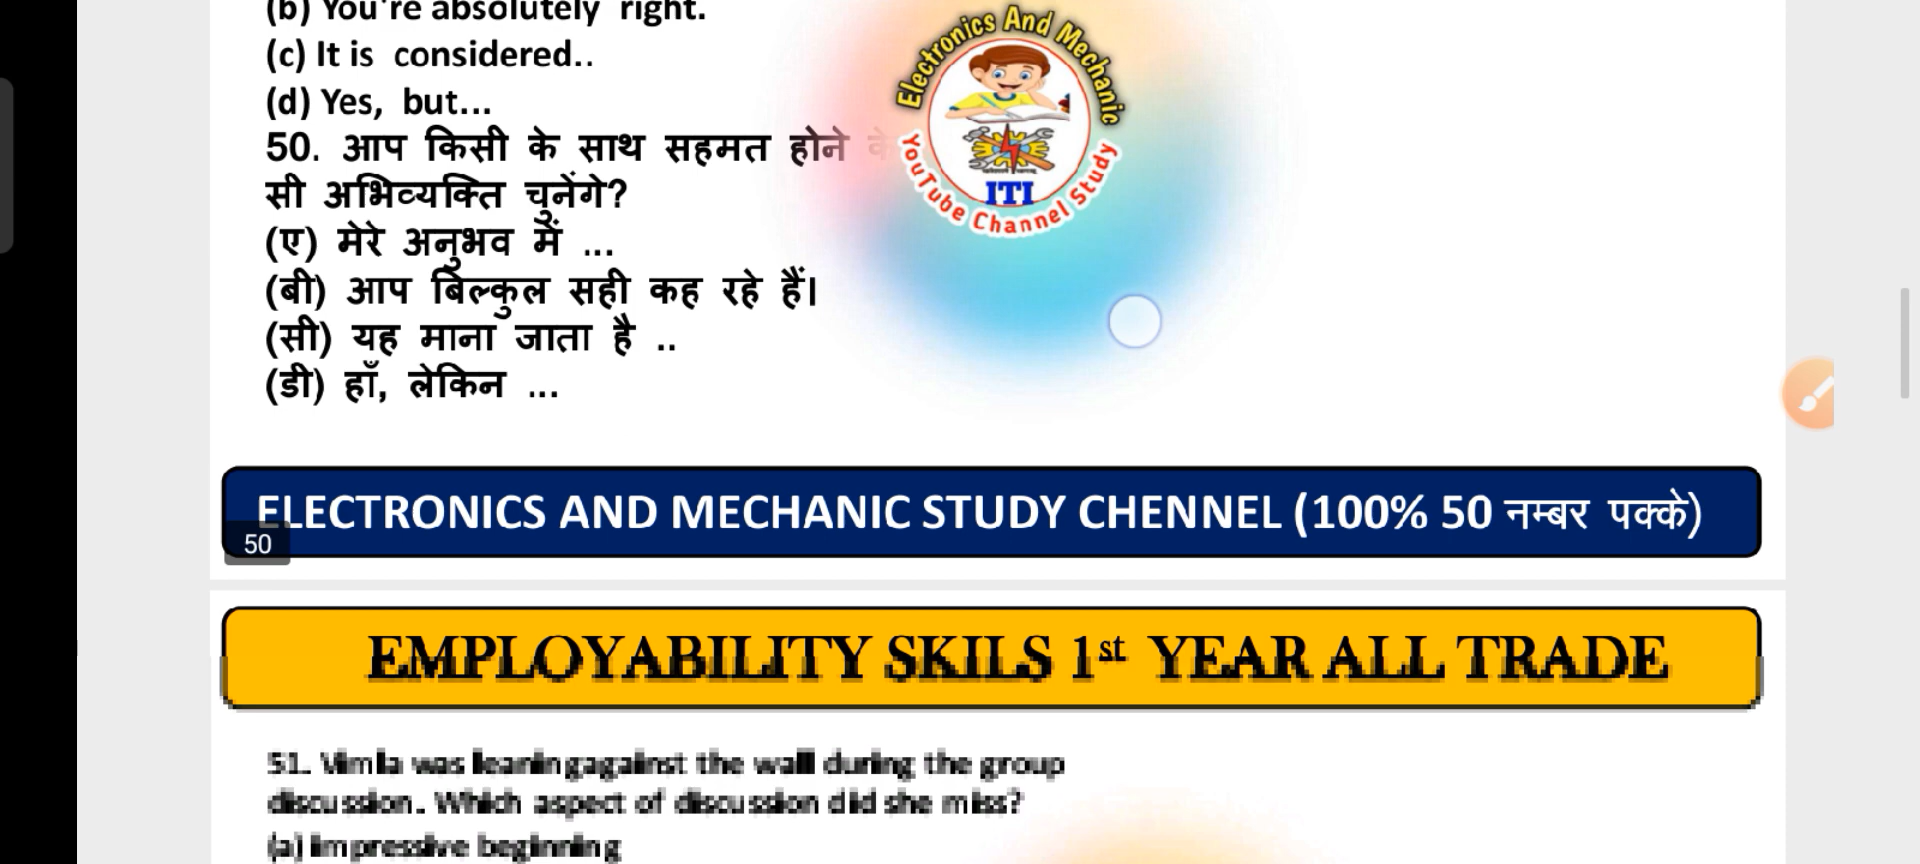 (b) You're absolutely right.
(c) It is considered..
(d) Yes, but...
50. आप किसी के साथ सहमत होने के
सी अभिव्यक्ति चुनेंगे?
(ए) मेरे अनुभव में ...
(बी) आप बिल्कुल सही कह रहे हैं।
(सी) यह माना जाता है ..
(डी) हाँ, लेकिन ...
Electronics And Mechanic
ITI
YouTube Channel Study
ELECTRONICS AND MECHANIC STUDY CHENNEL (100% 50 नम्बर पक्के)
50
EMPLOYABILITY SKILS 1st YEAR ALL TRADE
51. Vimla was leaningagainst the wall during the group
discussion. Which aspect of discussion did she miss?
(a) impressive beginning